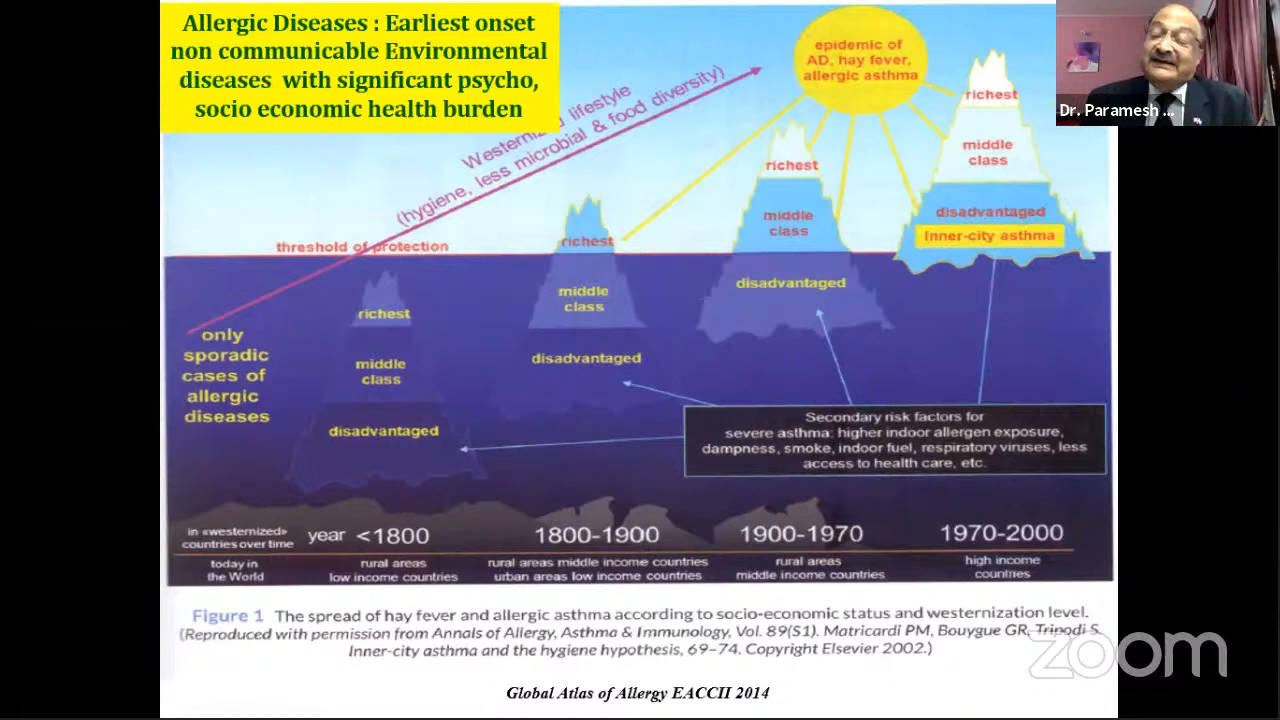 Allergic Diseases : Earliest onset
non communicable Environmental
diseases with significant psycho,
socio economic health burden
Dr. Paramesh ...
epidemic of
AD, hay fever,
allergic asthma
lifestyle
(hygiene, less microbial & food diversity)
threshold of protection
only
sporadic
cases of
allergic
diseases
richest
middle
class
disadvantaged
richest
middle
class
disadvantaged
richest
middle
class
disadvantaged
richest
middle
class
disadvantaged
Inner-city asthma
Secondary risk factors for
severe asthma: higher indoor allergen exposure,
dampness, smoke, indoor fuel, respiratory viruses, less
access to health care, etc.
in «westernized»
countries over time
year <1800
1800-1900
1900-1970
1970-2000
today in
the World
rural areas
low income countries
rural areas middle income countries
urban areas low income countries
rural areas
middle income countries
high income
countries
Figure 1 The spread of hay fever and allergic asthma according to socio-economic status and westernization level.
(Reproduced with permission from Annals of Allergy, Asthma & Immunology, Vol. 89(S1). Matricardi PM, Bouygue GR, Tripodi S.
Inner-city asthma and the hygiene hypothesis, 69–74. Copyright Elsevier 2002.)
zoom
Global Atlas of Allergy EACCII 2014